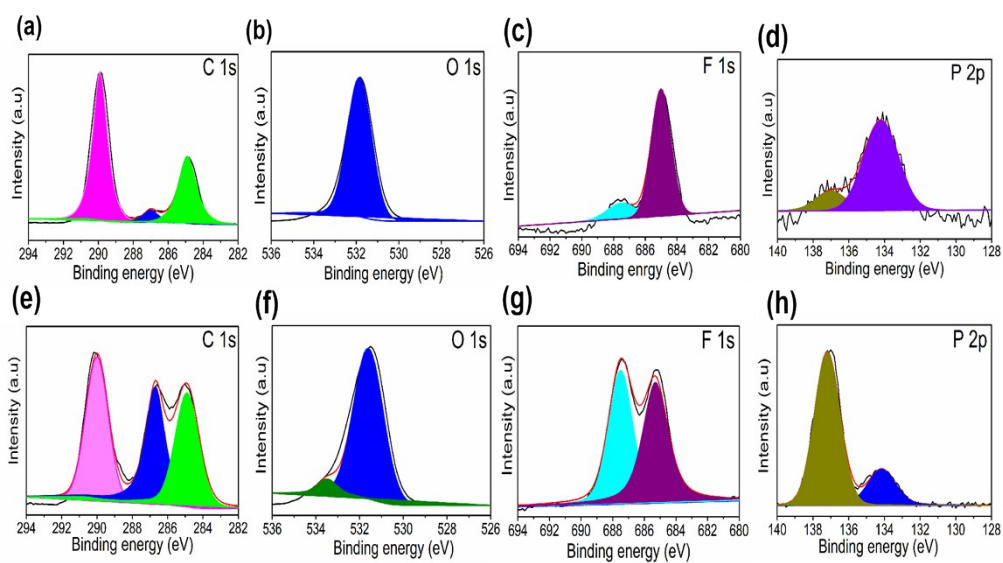 (a) (b) (c) (d)
C 1s O 1s F 1s P 2p
Intensity (a.u) Intensity (a.u) Intensity (a.u) Intensity (a.u)
294 292 290 288 286 284 282 536 534 532 530 528 526 694 692 690 688 686 684 682 680 140 138 136 134 132 130 128
Binding energy (eV) Binding energy (eV) Binding energy (eV) Binding energy (eV)
(e) (f) (g) (h)
C 1s O 1s F 1s P 2p
Intensity (a.u) Intensity (a.u) Intensity (a.u) Intensity (a.u)
294 292 290 288 286 284 282 536 534 532 530 528 526 694 692 690 688 686 684 682 680 140 138 136 134 132 130 128
Binding energy (eV) Binding energy (eV) Binding energy (eV) Binding energy (eV)